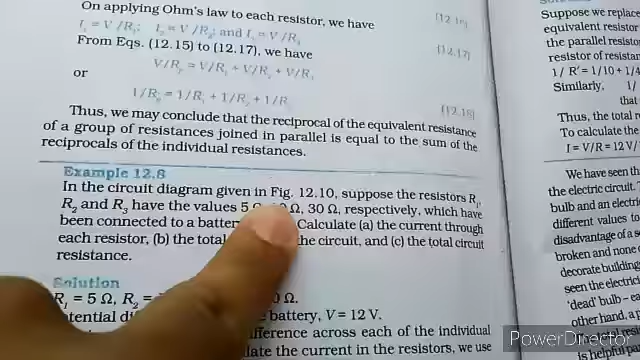 On applying Ohm's law to each resistor, we have
I₁ = V/R₁; I₂ = V/R₂; and I₃ = V/R₃
(12.17)
From Eqs. (12.15) to (12.17), we have
V/Rp = V/R₁ + V/R₂ + V/R₃
or
1/Rp = 1/R₁ + 1/R₂ + 1/R₃
(12.18)
Thus, we may conclude that the reciprocal of the equivalent resistance
of a group of resistances joined in parallel is equal to the sum of the
reciprocals of the individual resistances.
Example 12.8
In the circuit diagram given in Fig. 12.10, suppose the resistors R₁,
R₂ and R₃ have the values 5 Ω, Ω, 30 Ω, respectively, which have
been connected to a Calculate (a) the current through
each resistor, (b) the total the circuit, and (c) the total circuit
resistance.
Solution
R₁ = 5 Ω, R₂ = Ω.
battery, V = 12 V.
across each of the individual
the current in the resistors, we use
Suppose we replace
equivalent resistor
the parallel resisto
resistor of resistan
1/ R' = 1/10 + 1/4
Similarly, 1/
that
Thus, the total r
To calculate the
I = V/R = 12 V/
We have seen th
the electric circuit.
bulb and an electri
different values to
disadvantage of a s
broken and none o
decorate building
seen the electrici
'dead' bulb – ea
other hand, a p
is helpful pa
PowerDirector